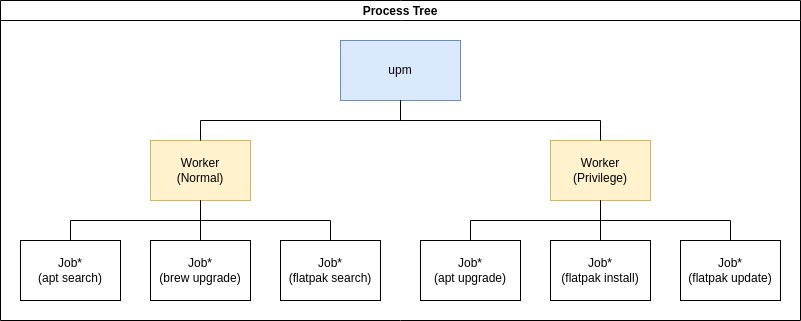 Process Tree
upm
Worker
(Normal)
Worker
(Privilege)
Job*
(apt search)
Job*
(brew upgrade)
Job*
(flatpak search)
Job*
(apt upgrade)
Job*
(flatpak install)
Job*
(flatpak update)